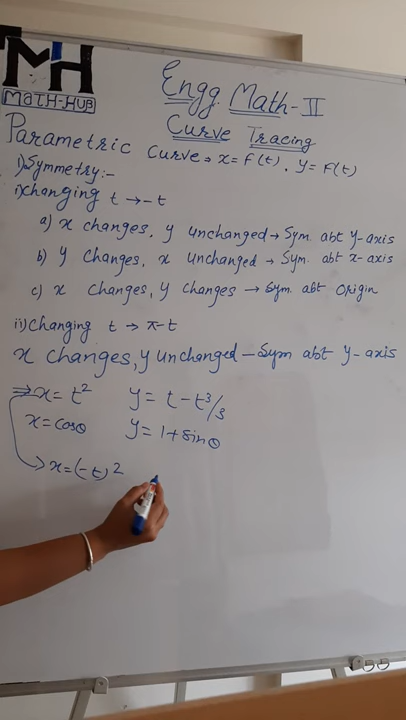 MH
MATH-HUB
Engg. Math-II
Curve Tracing
Parametric Curve → x = f(t), y = F(t)
1) Symmetry:-
i) Changing t → -t
a) x changes, y unchanged → Sym abt y-axis
b) y changes, x unchanged → Sym. abt x-axis
c) x changes, y changes → Sym. abt origin
ii) Changing t → π-t
x changes, y unchanged - Sym abt y-axis
⇒ x = t² y = t - t³/3
x = cosθ y = 1 + sinθ
→ x = (-t)²